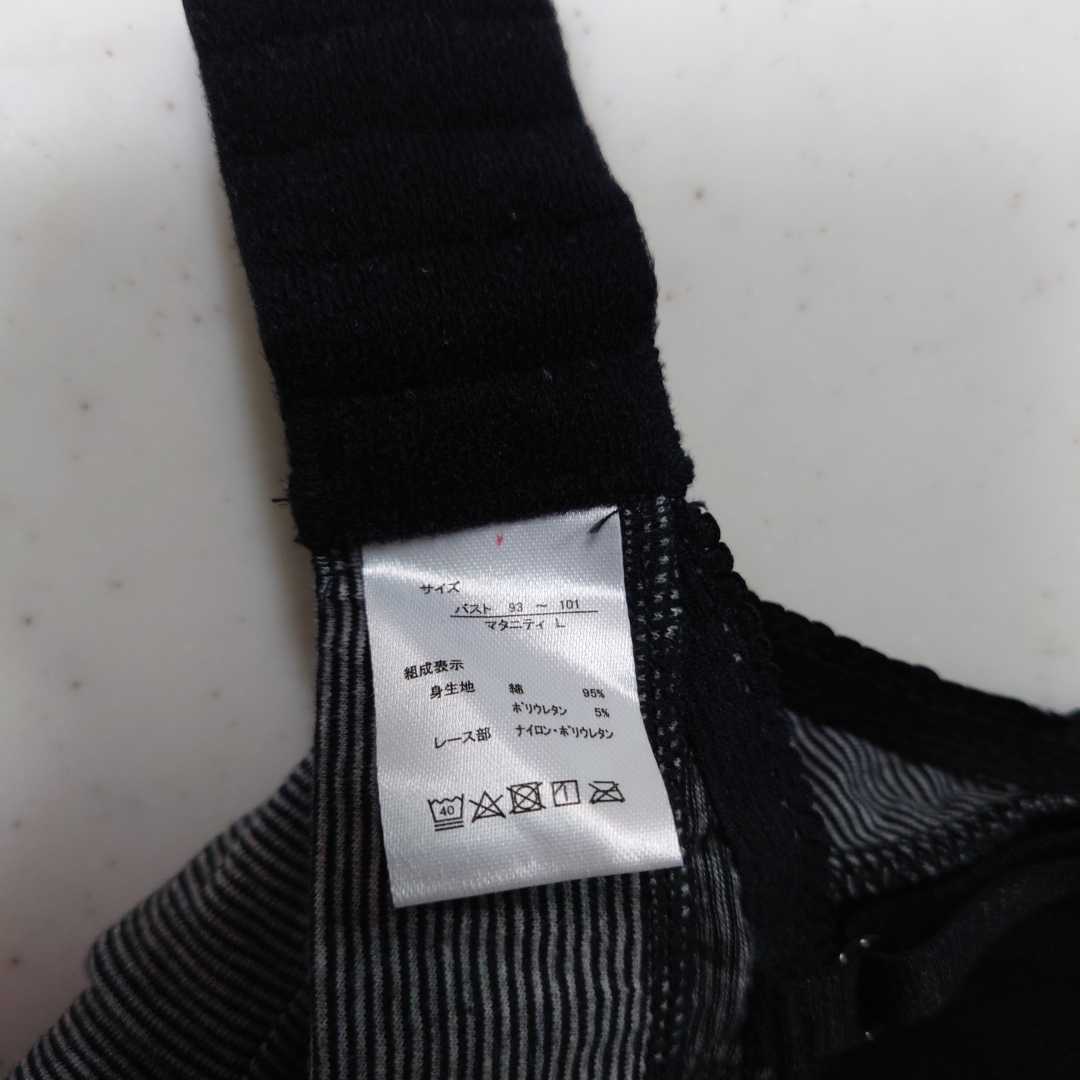 サイズ
バスト 93 ～ 101
マタニティ L
組成表示
身生地 綿 95%
ポリウレタン 5%
レース部 ナイロン・ポリウレタン
40 1